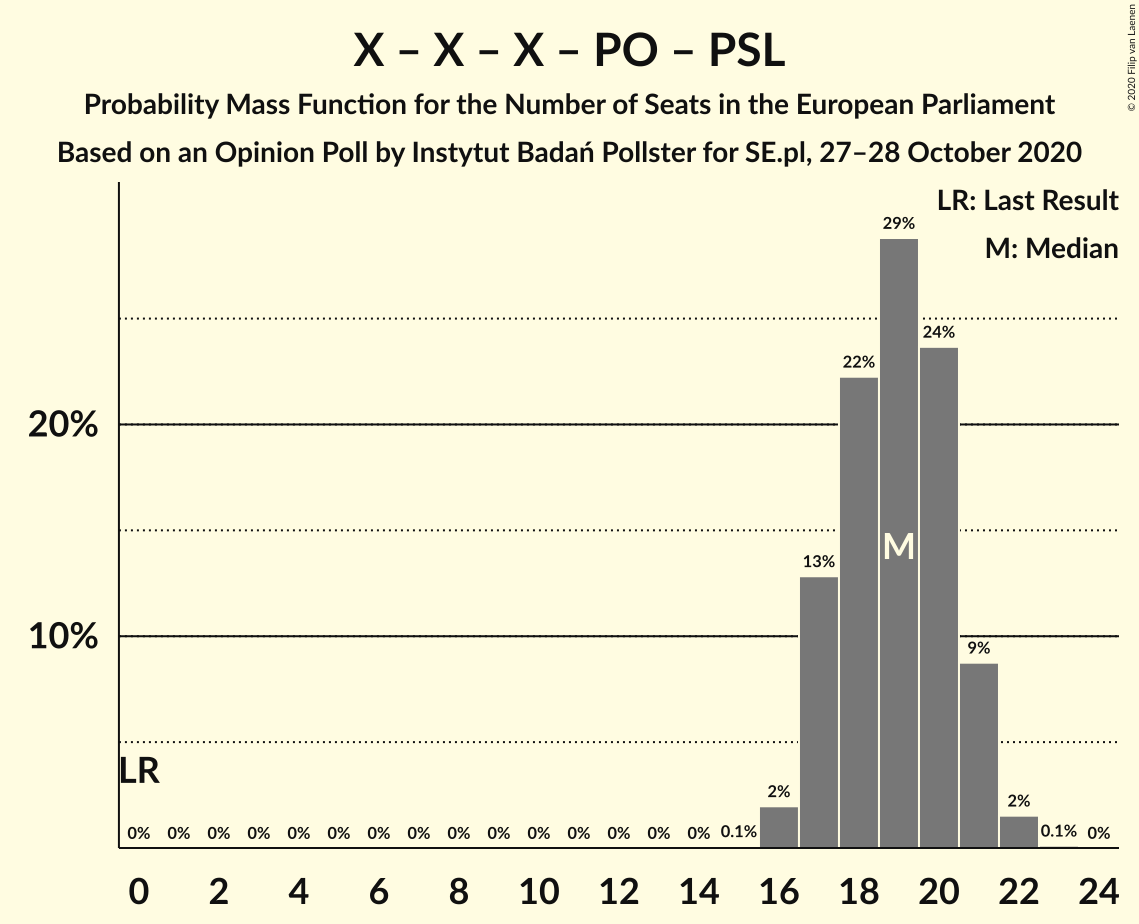 X – X – X – PO – PSL
Probability Mass Function for the Number of Seats in the European Parliament
Based on an Opinion Poll by Instytut Badań Pollster for SE.pl, 27–28 October 2020
© 2020 Filip van Laenen
LR: Last Result
M: Median
29%
24%
22%
20%
M
13%
10%
9%
LR
2%
2%
0% 0% 0% 0% 0% 0% 0% 0% 0% 0% 0% 0% 0% 0% 0% 0.1% 0.1% 0%
0 2 4 6 8 10 12 14 16 18 20 22 24